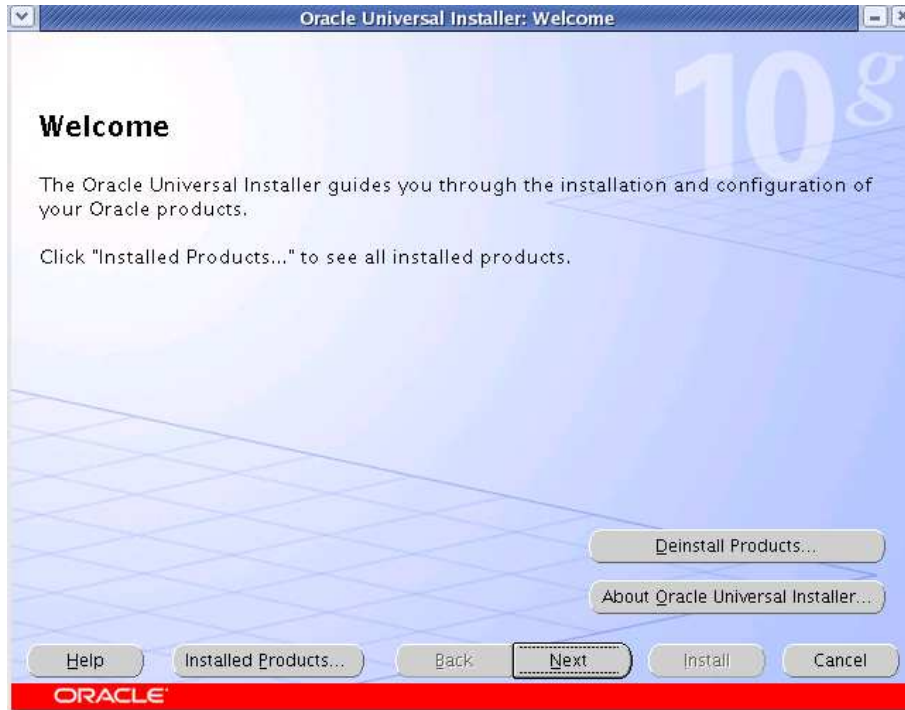 Oracle Universal Installer: Welcome
10g
Welcome
The Oracle Universal Installer guides you through the installation and configuration of
your Oracle products.
Click "Installed Products..." to see all installed products.
Deinstall Products...
About Oracle Universal Installer...
Help
Installed Products...
Back
Next
Install
Cancel
ORACLE